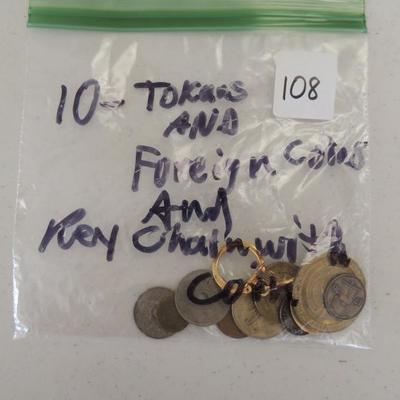 10- Tokens
108
AND
Foreign Coins
And
Key Chain with
Coin